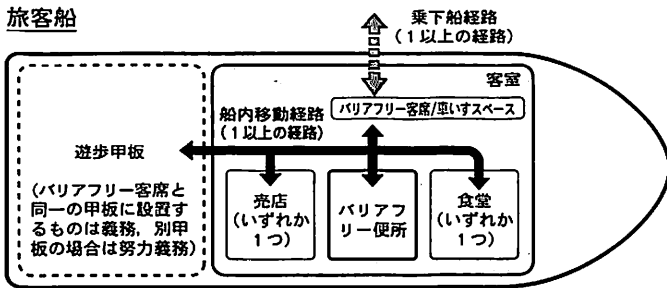 旅客船
乗下船経路
(1以上の経路)
客室
バリアフリー客席/車いすスペース
船内移動経路
(1以上の経路)
遊歩甲板
(バリアフリー客席と
同一の甲板に設置す
るものは義務,別甲
板の場合は努力義務)
売店
(いずれか
1つ)
バリアフ
リー便所
食堂
(いずれか
1つ)